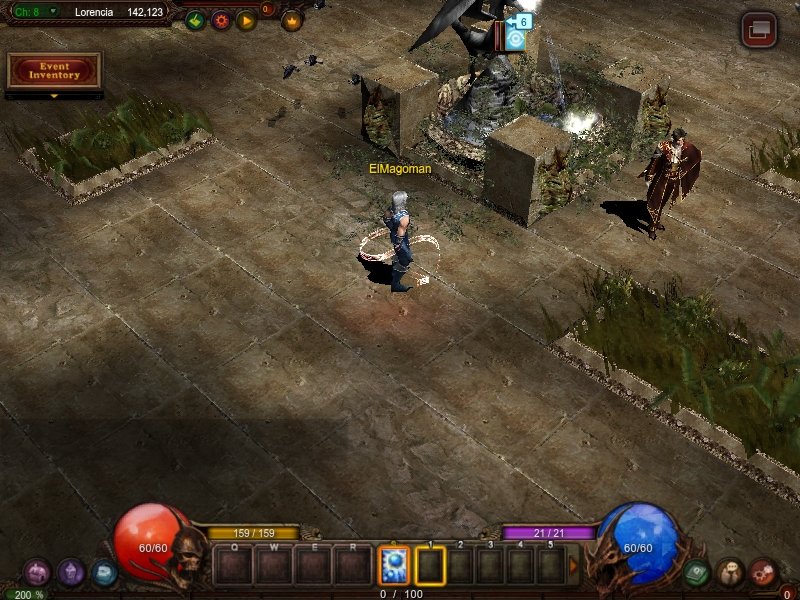 Ch: 8 Lorencia 142,123 0
6
Event
Inventory
ElMagoman
159 / 159
21 / 21
60/60
60/60
Q W E R 1 2 3 4 5
200 % 0 / 100 0